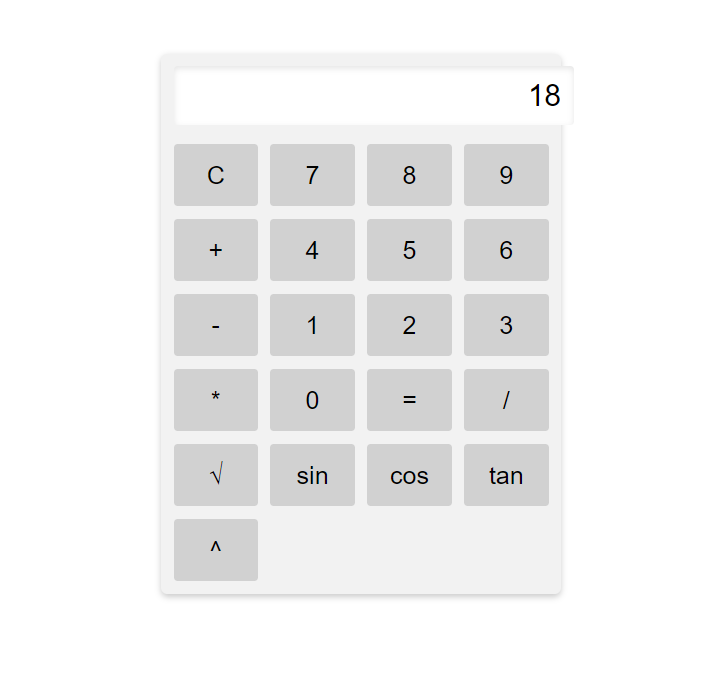 18
C 7 8 9
+ 4 5 6
- 1 2 3
* 0 = /
√ sin cos tan
^